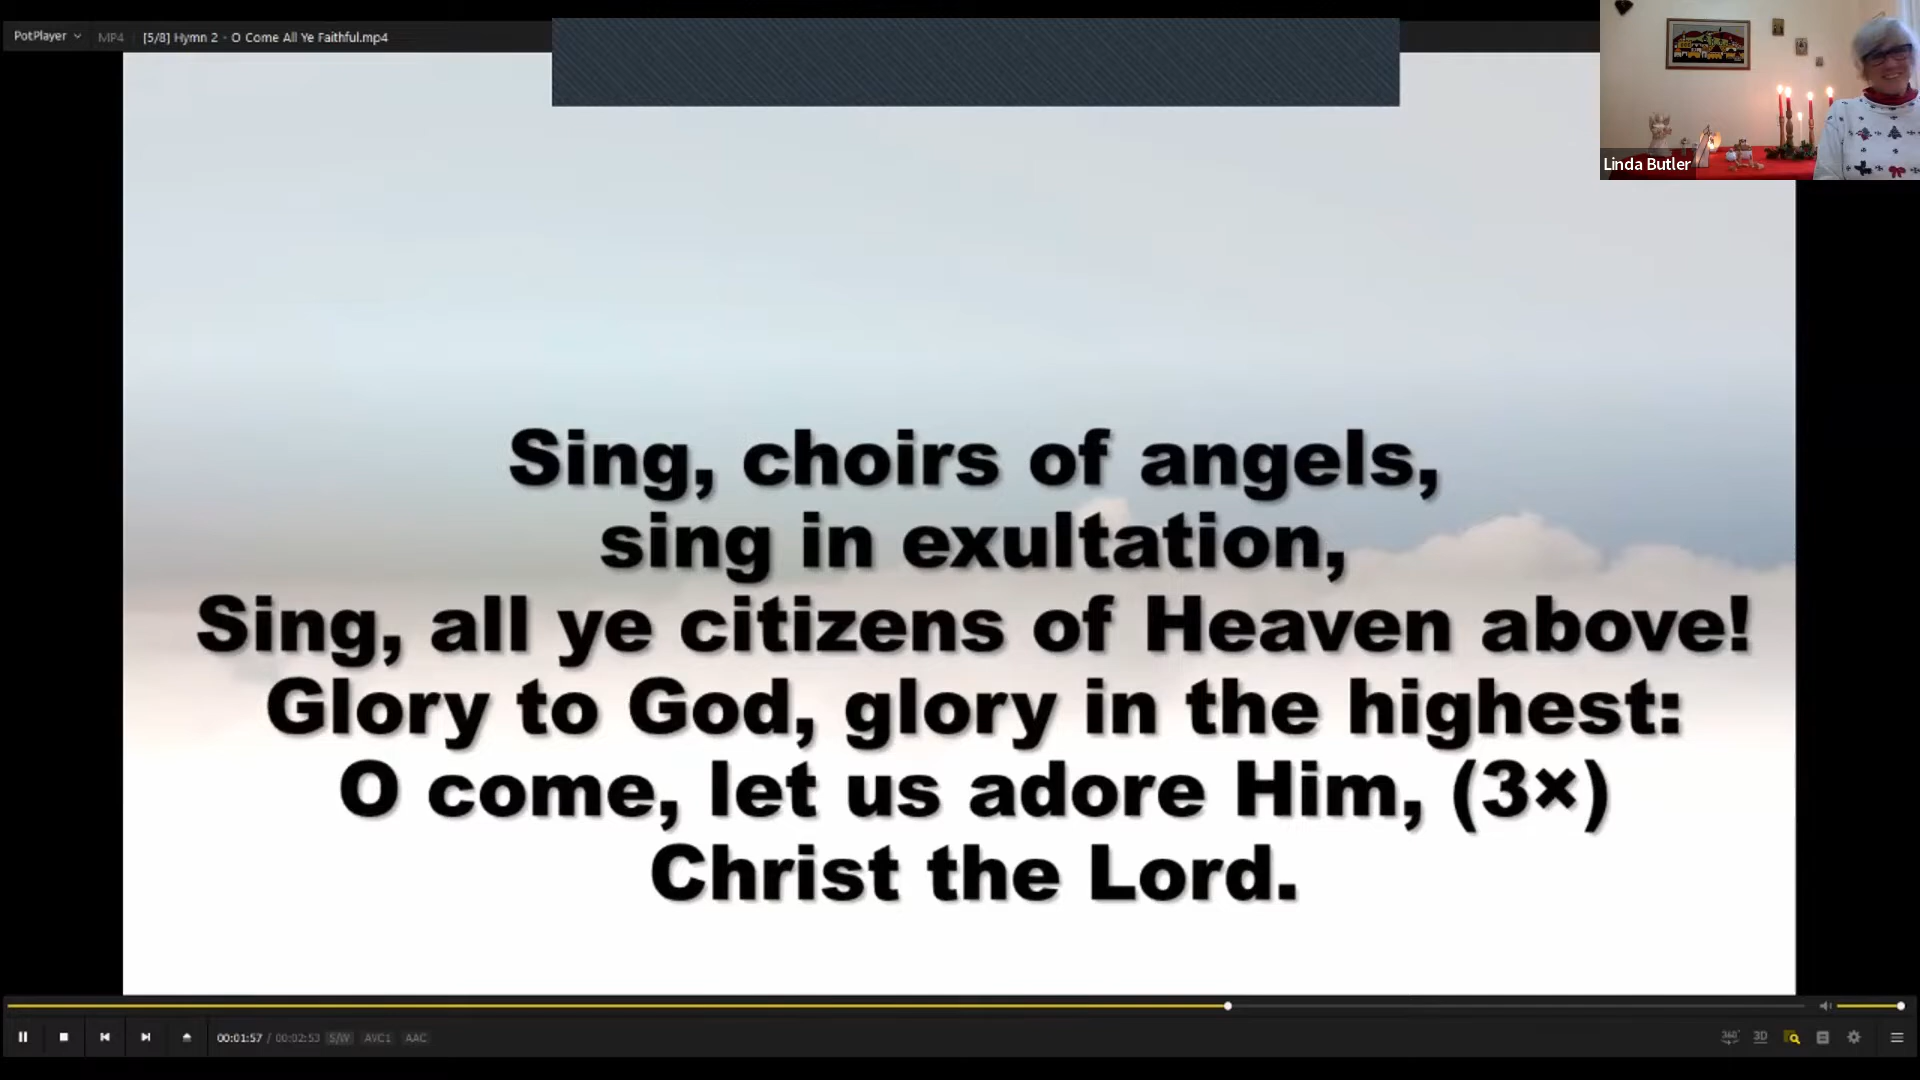 PotPlayer MP4 [5/8] Hymn 2 - O Come All Ye Faithful.mp4
Linda Butler
Sing, choirs of angels,
sing in exultation,
Sing, all ye citizens of Heaven above!
Glory to God, glory in the highest:
O come, let us adore Him, (3×)
Christ the Lord.
00:01:57 / 00:02:53 S/W AVC1 AAC 360° 3D